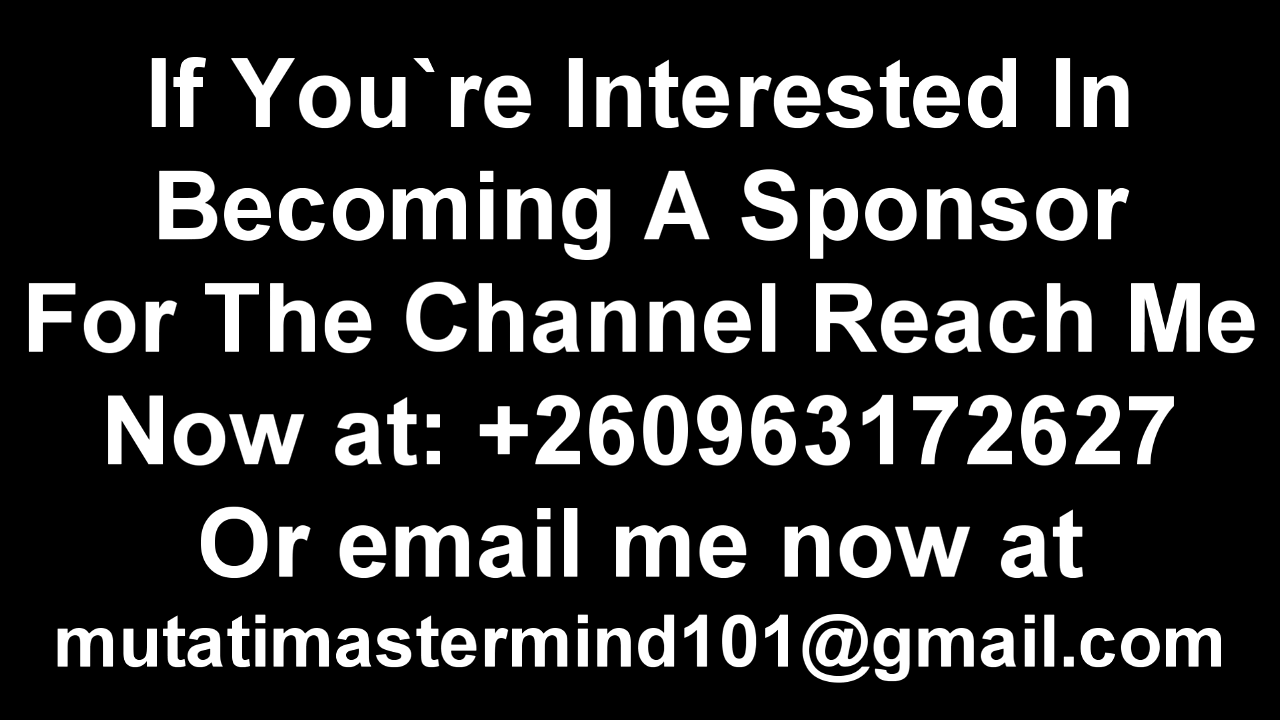 If You`re Interested In
Becoming A Sponsor
For The Channel Reach Me
Now at: +260963172627
Or email me now at
mutatimastermind101@gmail.com